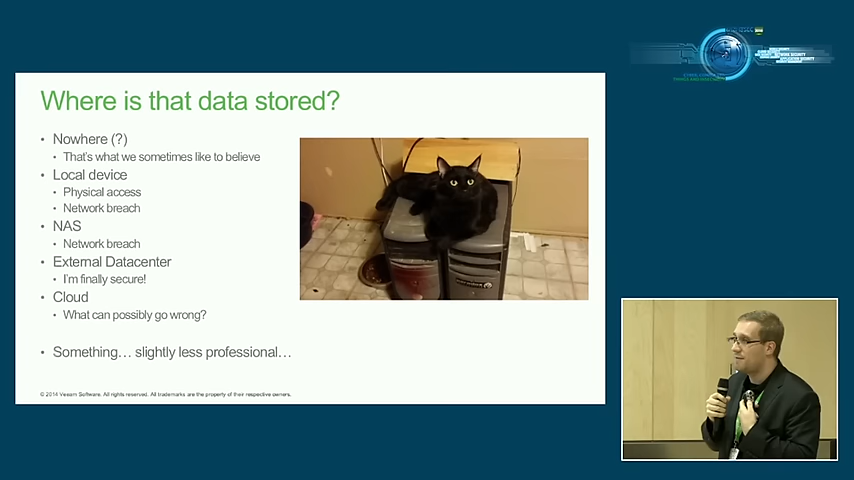 Where is that data stored?
• Nowhere (?)
• That's what we sometimes like to believe
• Local device
• Physical access
• Network breach
• NAS
• Network breach
• External Datacenter
• I'm finally secure!
• Cloud
• What can possibly go wrong?
• Something… slightly less professional…
© 2014 Veeam Software. All rights reserved. All trademarks are the property of their respective owners.